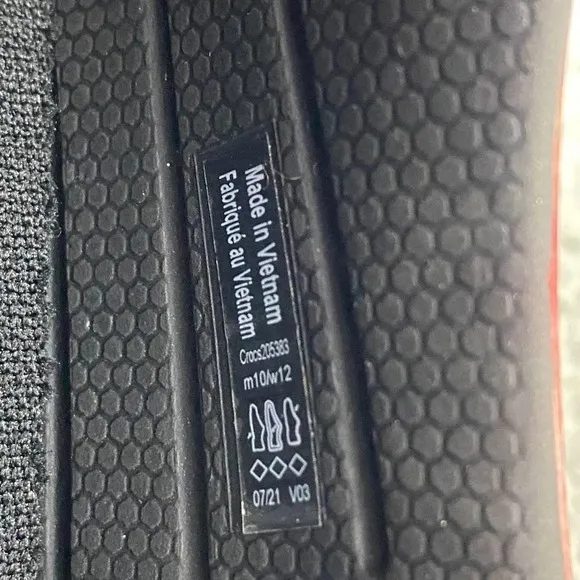 Made in Vietnam
Fabriqué au Vietnam
Crocs205383
m10/w12
07/21 V03